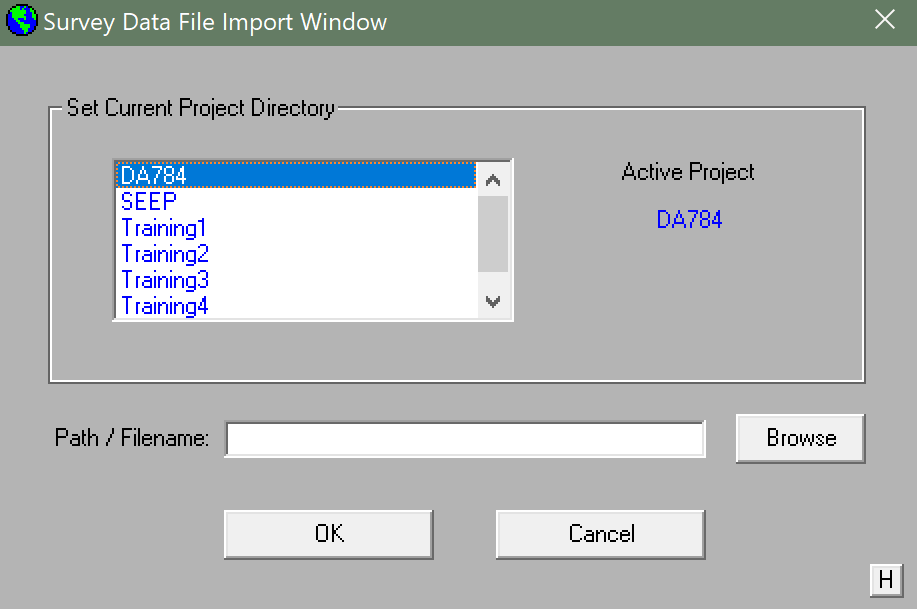 Survey Data File Import Window
Set Current Project Directory
DA784
SEEP
Training1
Training2
Training3
Training4
Active Project
DA784
Path / Filename:
Browse
OK
Cancel
H